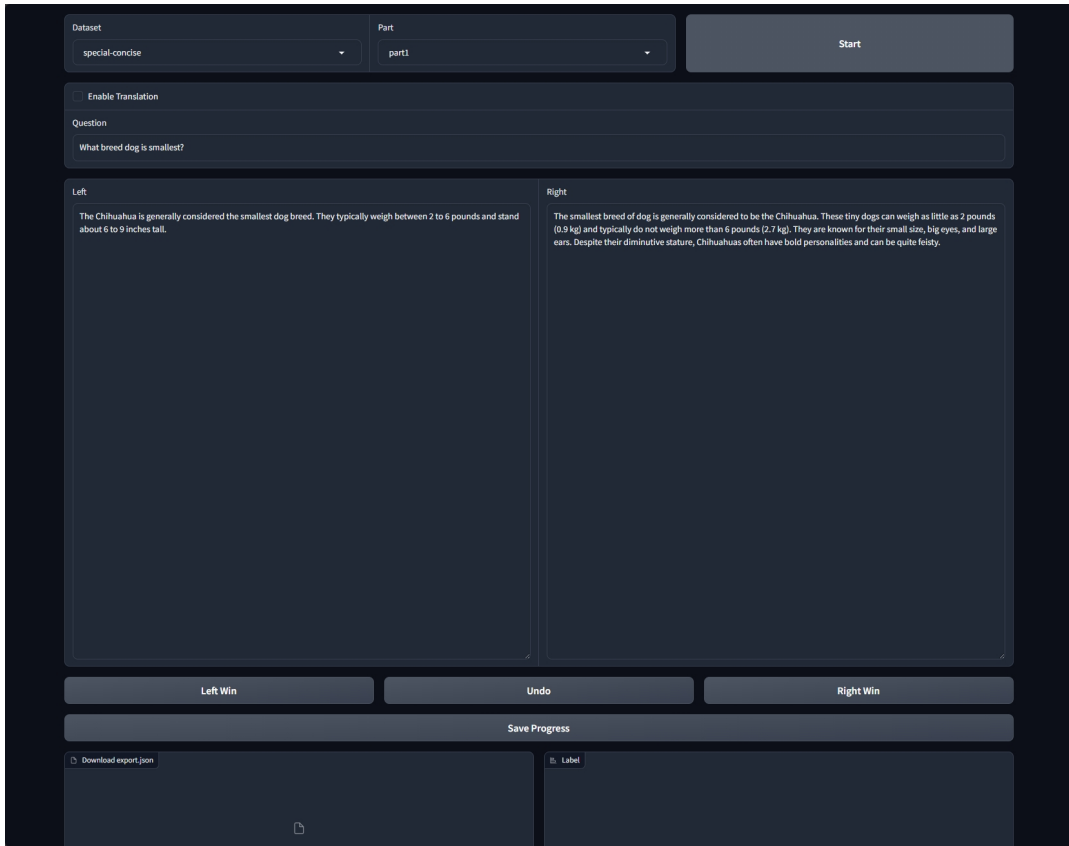 Dataset
Part
special-concise
part1
Start
Enable Translation
Question
What breed dog is smallest?
Left
The Chihuahua is generally considered the smallest dog breed. They typically weigh between 2 to 6 pounds and stand
about 6 to 9 inches tall.
Right
The smallest breed of dog is generally considered to be the Chihuahua. These tiny dogs can weigh as little as 2 pounds
(0.9 kg) and typically do not weigh more than 6 pounds (2.7 kg). They are known for their small size, big eyes, and large
ears. Despite their diminutive stature, Chihuahuas often have bold personalities and can be quite feisty.
Left Win
Undo
Right Win
Save Progress
Download export.json
Label